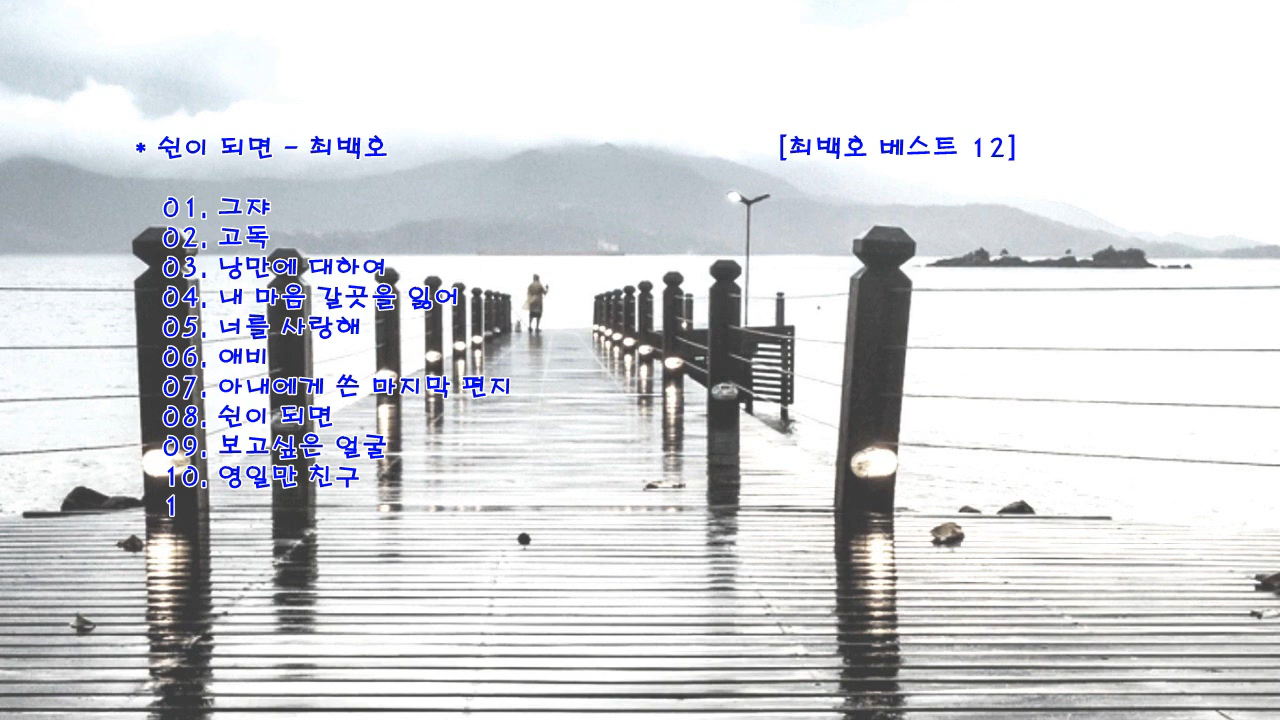 * 쉰이 되면 - 최백호 [최백호 베스트 12]
01. 그쟈
02. 고독
03. 낭만에 대하여
04. 내 마음 갈곳을 잃어
05. 너를 사랑해
06. 애비
07. 아내에게 쓴 마지막 편지
08. 쉰이 되면
09. 보고싶은 얼굴
10. 영일만 친구
1